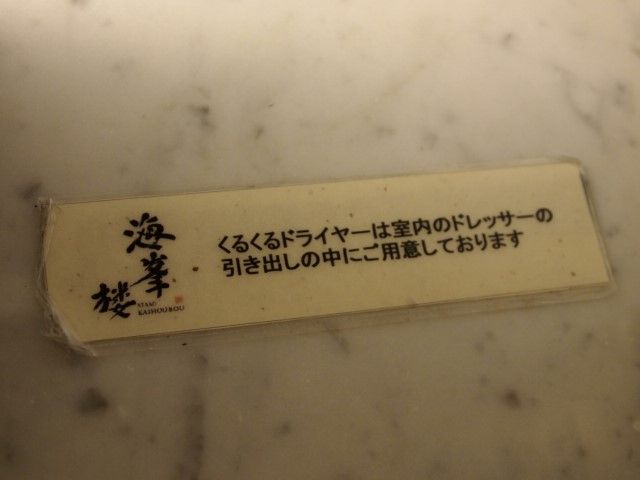 海峯楼
ATAMI
KAIHOUROU
くるくるドライヤーは室内のドレッサーの
引き出しの中にご用意しております